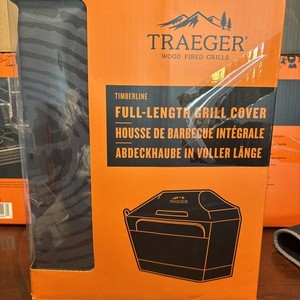 TRAEGER®
WOOD FIRED GRILLS
TIMBERLINE
FULL-LENGTH GRILL COVER
HOUSSE DE BARBECUE INTÉGRALE
ABDECKHAUBE IN VOLLER LÄNGE